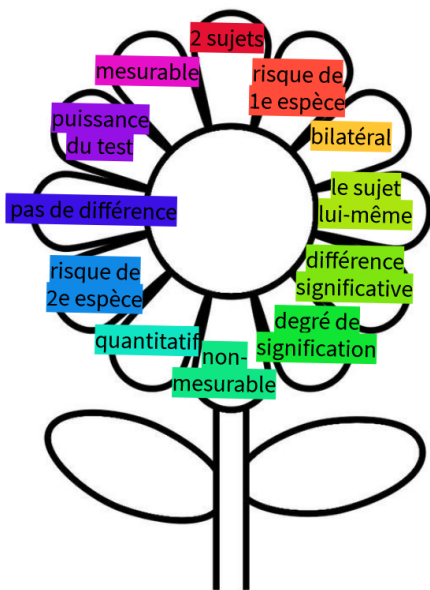 2 sujets
mesurable
risque de
1e espèce
puissance
du test
bilatéral
pas de différence
le sujet
lui-même
risque de
2e espèce
différence
significative
quantitatif
degré de
signification
non-
mesurable